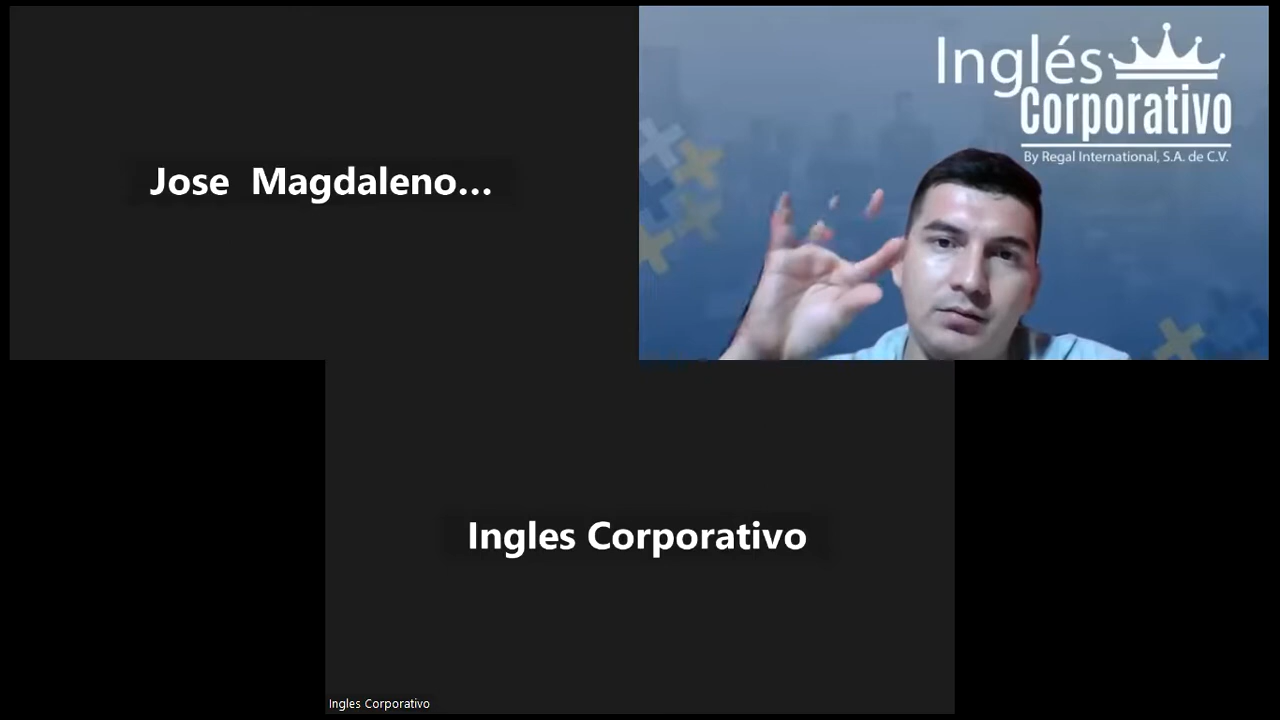 Jose Magdaleno...
Inglés
Corporativo
By Regal International, S.A. de C.V.
Ingles Corporativo
Ingles Corporativo